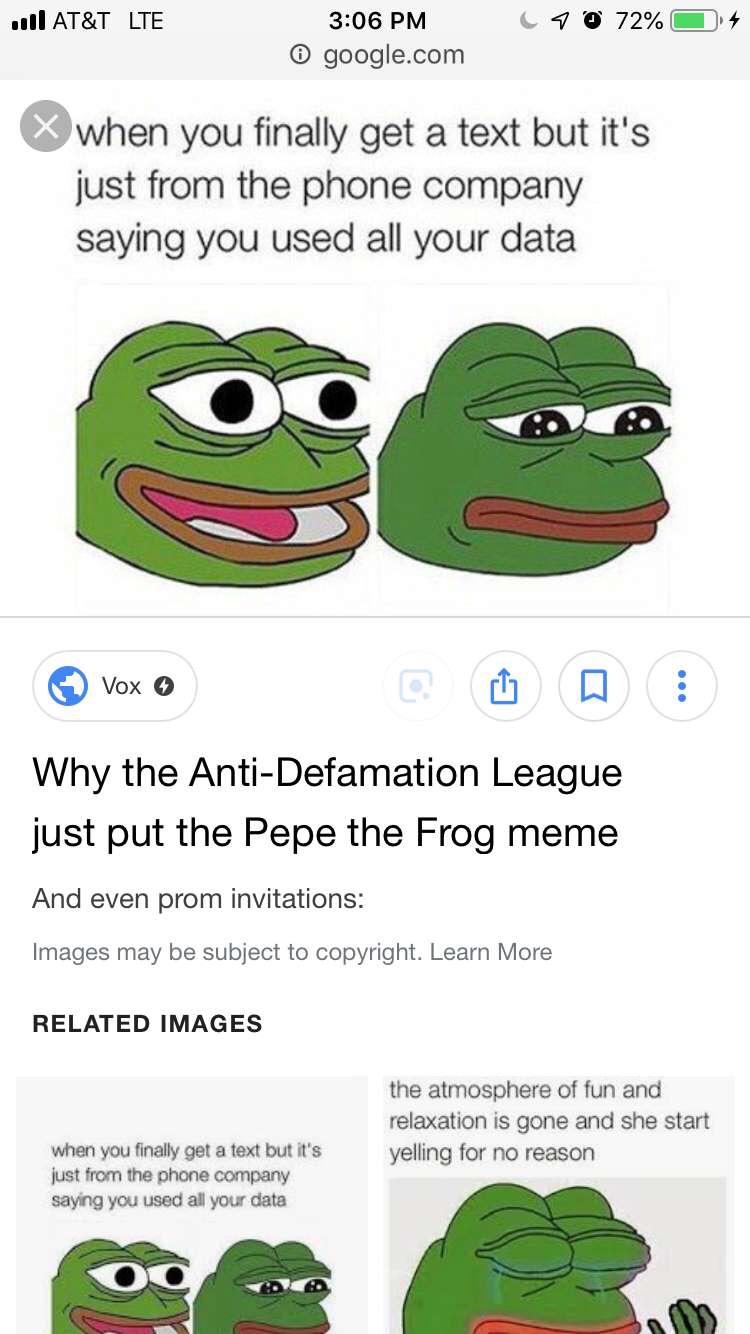 AT&T LTE 3:06 PM 72%
google.com
when you finally get a text but it's
just from the phone company
saying you used all your data
Vox
Why the Anti-Defamation League
just put the Pepe the Frog meme
And even prom invitations:
Images may be subject to copyright. Learn More
RELATED IMAGES
when you finally get a text but it's
just from the phone company
saying you used all your data
the atmosphere of fun and
relaxation is gone and she start
yelling for no reason